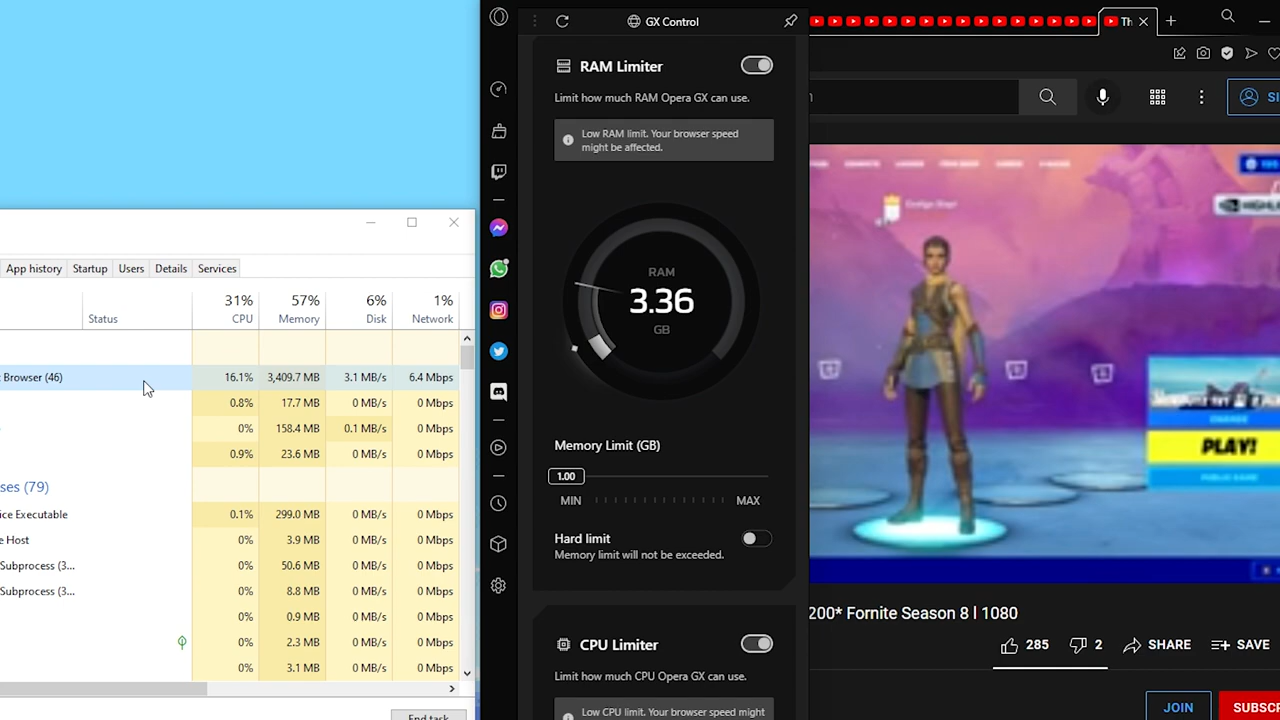 App history Startup Users Details Services
31% 57% 6% 1%
Status CPU Memory Disk Network
Browser (46) 16.1% 3,409.7 MB 3.1 MB/s 6.4 Mbps
0.8% 17.7 MB 0 MB/s 0 Mbps
0% 158.4 MB 0.1 MB/s 0 Mbps
0.9% 23.6 MB 0 MB/s 0 Mbps
ses (79)
ice Executable 0.1% 299.0 MB 0 MB/s 0 Mbps
e Host 0% 3.9 MB 0 MB/s 0 Mbps
Subprocess (3... 0% 50.6 MB 0 MB/s 0 Mbps
Subprocess (3... 0% 8.8 MB 0 MB/s 0 Mbps
0% 0.9 MB 0 MB/s 0 Mbps
0% 2.3 MB 0 MB/s 0 Mbps
0% 3.1 MB 0 MB/s 0 Mbps
End task
GX Control
RAM Limiter
Limit how much RAM Opera GX can use.
Low RAM limit. Your browser speed
might be affected.
RAM
3.36
GB
Memory Limit (GB)
1.00
MIN MAX
Hard limit
Memory limit will not be exceeded.
CPU Limiter
Limit how much CPU Opera GX can use.
Low CPU limit. Your browser speed might
Th
SI
PLAY!
200* Fornite Season 8 l 1080
285 2 SHARE SAVE
JOIN SUBSC